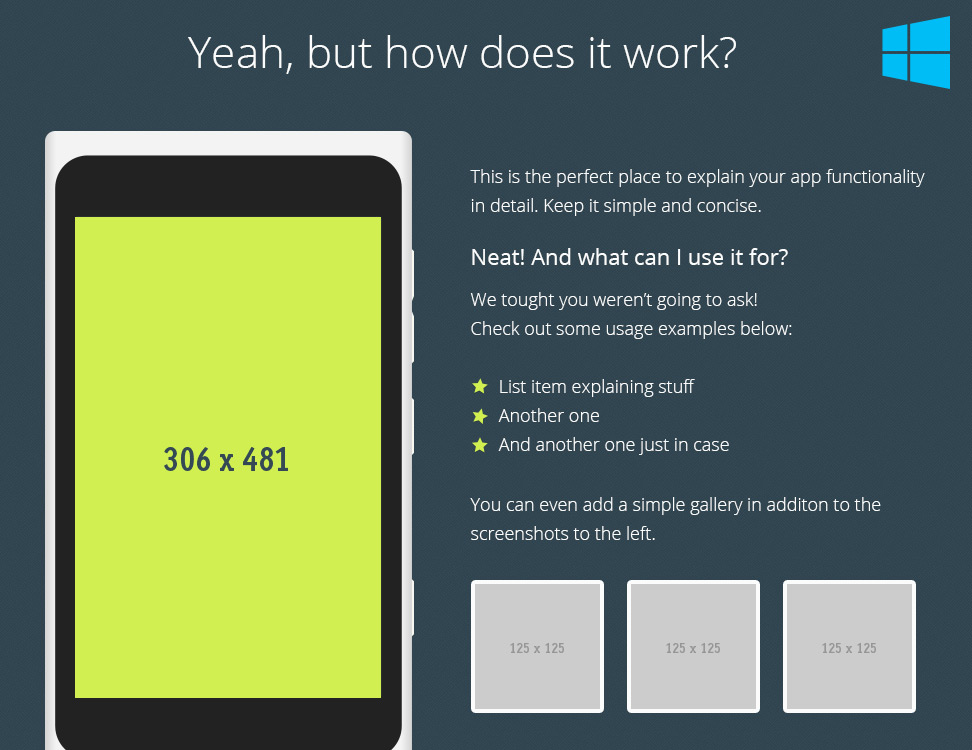 Yeah, but how does it work?
This is the perfect place to explain your app functionality
in detail. Keep it simple and concise.
Neat! And what can I use it for?
We tought you weren’t going to ask!
Check out some usage examples below:
List item explaining stuff
Another one
And another one just in case
306 x 481
You can even add a simple gallery in additon to the
screenshots to the left.
125 x 125
125 x 125
125 x 125